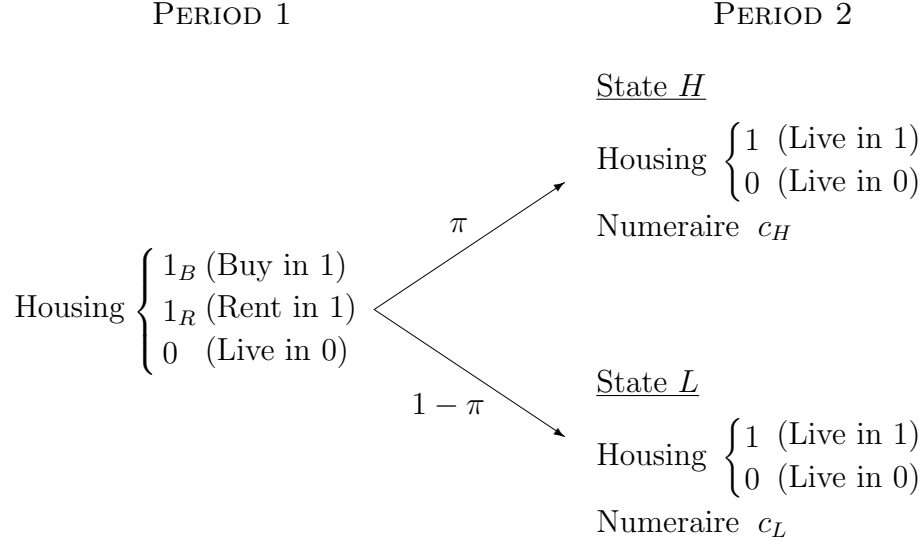 PERIOD 1
PERIOD 2
State H
Housing { 1 (Live in 1)
0 (Live in 0)
Numeraire c_H
π
Housing { 1_B (Buy in 1)
1_R (Rent in 1)
0 (Live in 0)
1 − π
State L
Housing { 1 (Live in 1)
0 (Live in 0)
Numeraire c_L